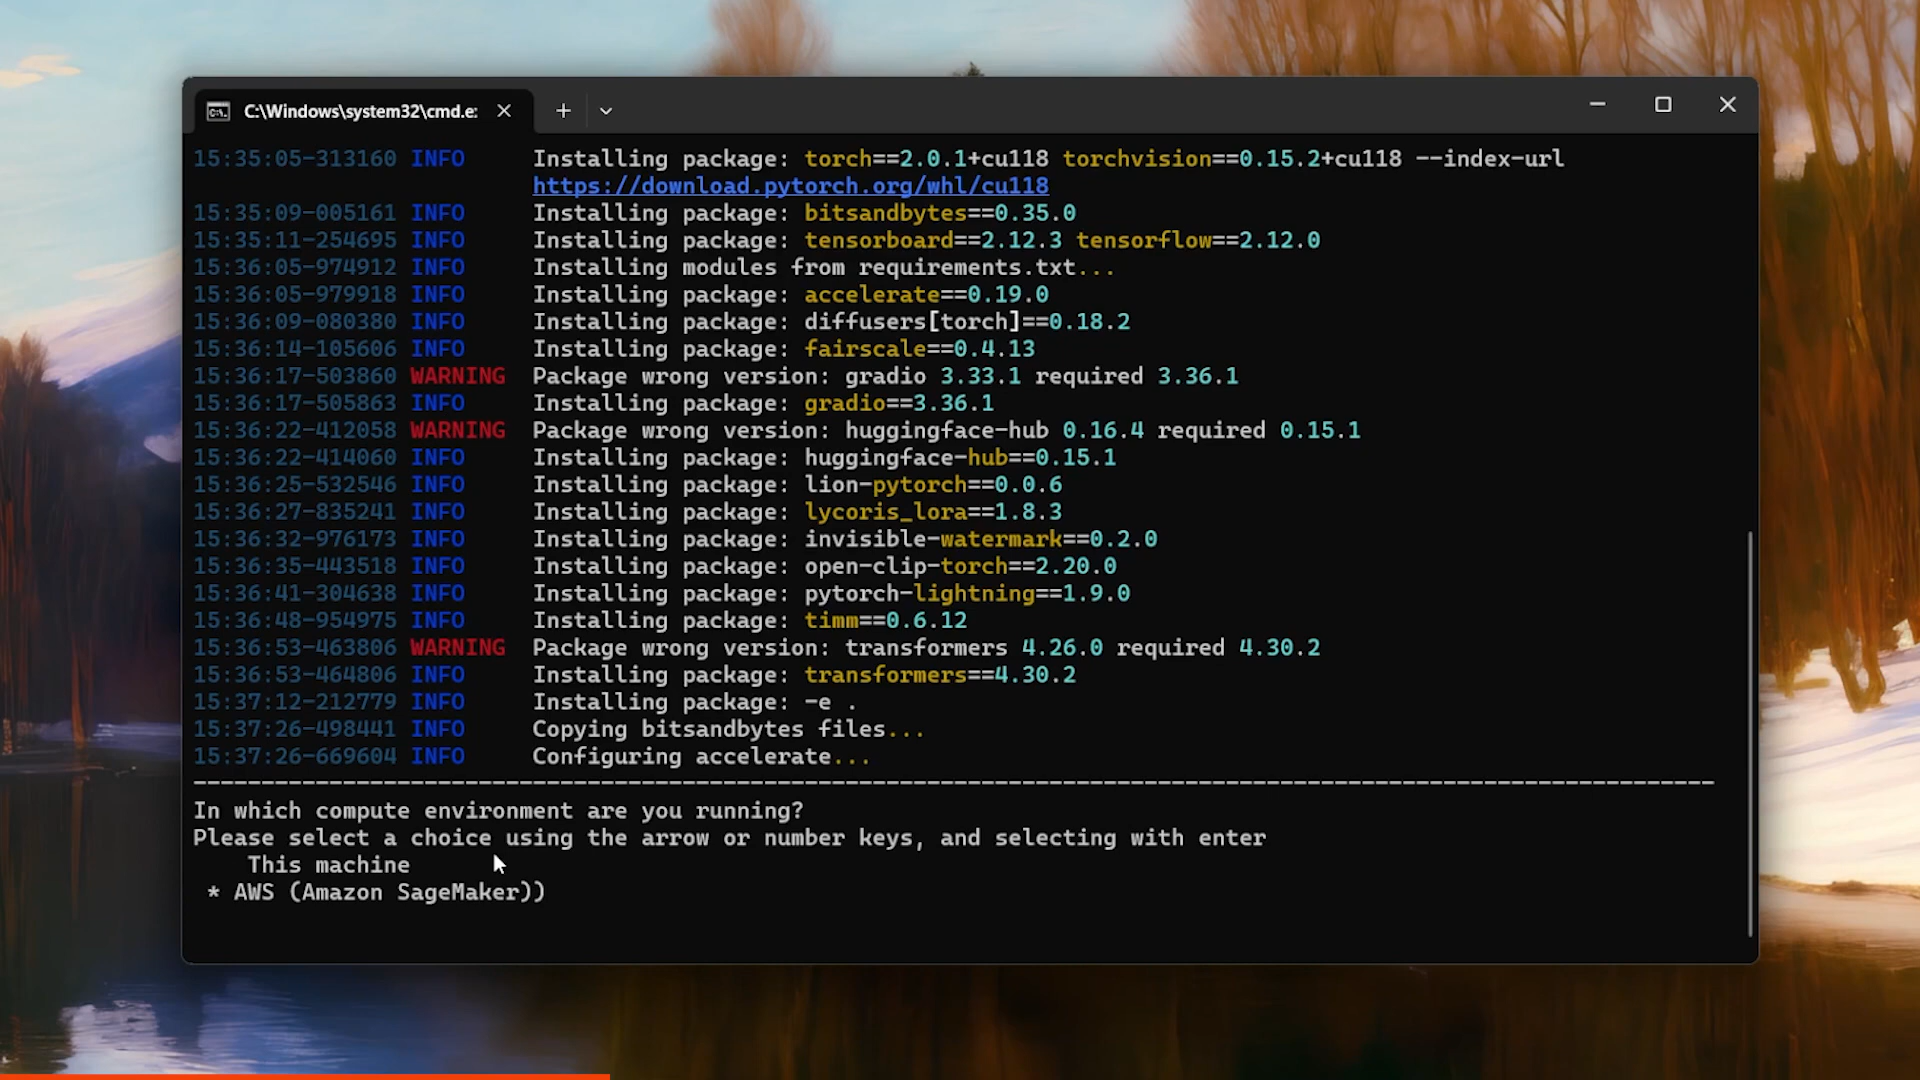 C:\Windows\system32\cmd.e:
15:35:05-313160 INFO Installing package: torch==2.0.1+cu118 torchvision==0.15.2+cu118 --index-url
https://download.pytorch.org/whl/cu118
15:35:09-005161 INFO Installing package: bitsandbytes==0.35.0
15:35:11-254695 INFO Installing package: tensorboard==2.12.3 tensorflow==2.12.0
15:36:05-974912 INFO Installing modules from requirements.txt...
15:36:05-979918 INFO Installing package: accelerate==0.19.0
15:36:09-080380 INFO Installing package: diffusers[torch]==0.18.2
15:36:14-105606 INFO Installing package: fairscale==0.4.13
15:36:17-503860 WARNING Package wrong version: gradio 3.33.1 required 3.36.1
15:36:17-505863 INFO Installing package: gradio==3.36.1
15:36:22-412058 WARNING Package wrong version: huggingface-hub 0.16.4 required 0.15.1
15:36:22-414060 INFO Installing package: huggingface-hub==0.15.1
15:36:25-532546 INFO Installing package: lion-pytorch==0.0.6
15:36:27-835241 INFO Installing package: lycoris_lora==1.8.3
15:36:32-976173 INFO Installing package: invisible-watermark==0.2.0
15:36:35-443518 INFO Installing package: open-clip-torch==2.20.0
15:36:41-304638 INFO Installing package: pytorch-lightning==1.9.0
15:36:48-954975 INFO Installing package: timm==0.6.12
15:36:53-463806 WARNING Package wrong version: transformers 4.26.0 required 4.30.2
15:36:53-464806 INFO Installing package: transformers==4.30.2
15:37:12-212779 INFO Installing package: -e .
15:37:26-498441 INFO Copying bitsandbytes files...
15:37:26-669604 INFO Configuring accelerate...
In which compute environment are you running?
Please select a choice using the arrow or number keys, and selecting with enter
This machine
* AWS (Amazon SageMaker))